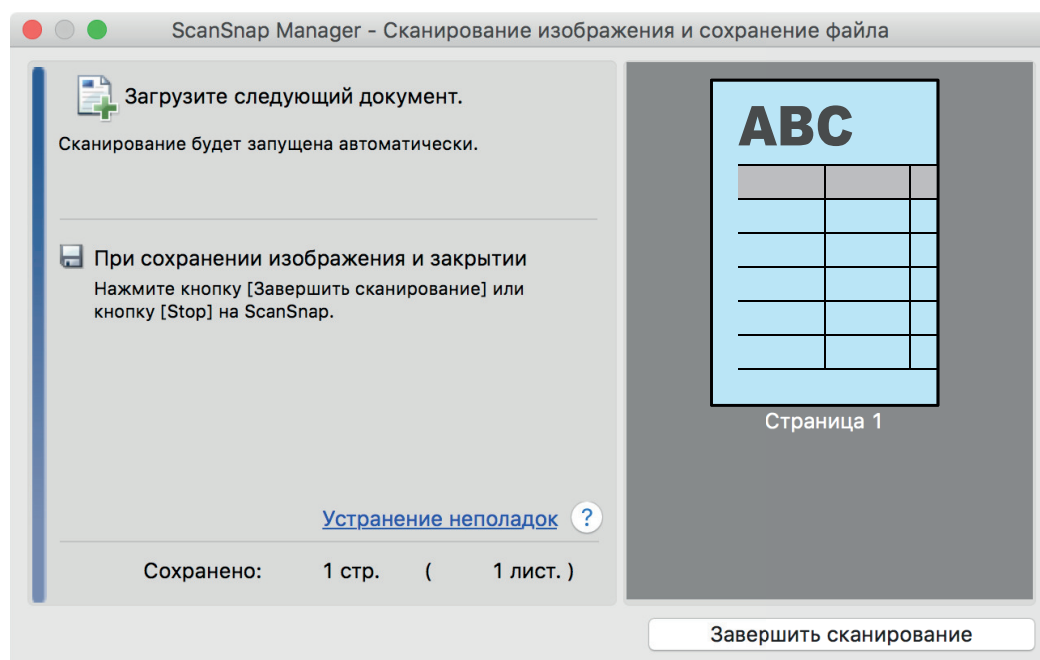 ScanSnap Manager - Сканирование изображения и сохранение файла
Загрузите следующий документ.
Сканирование будет запущена автоматически.
При сохранении изображения и закрытии
Нажмите кнопку [Завершить сканирование] или
кнопку [Stop] на ScanSnap.
Устранение неполадок ?
Сохранено: 1 стр. ( 1 лист. )
ABC
Страница 1
Завершить сканирование